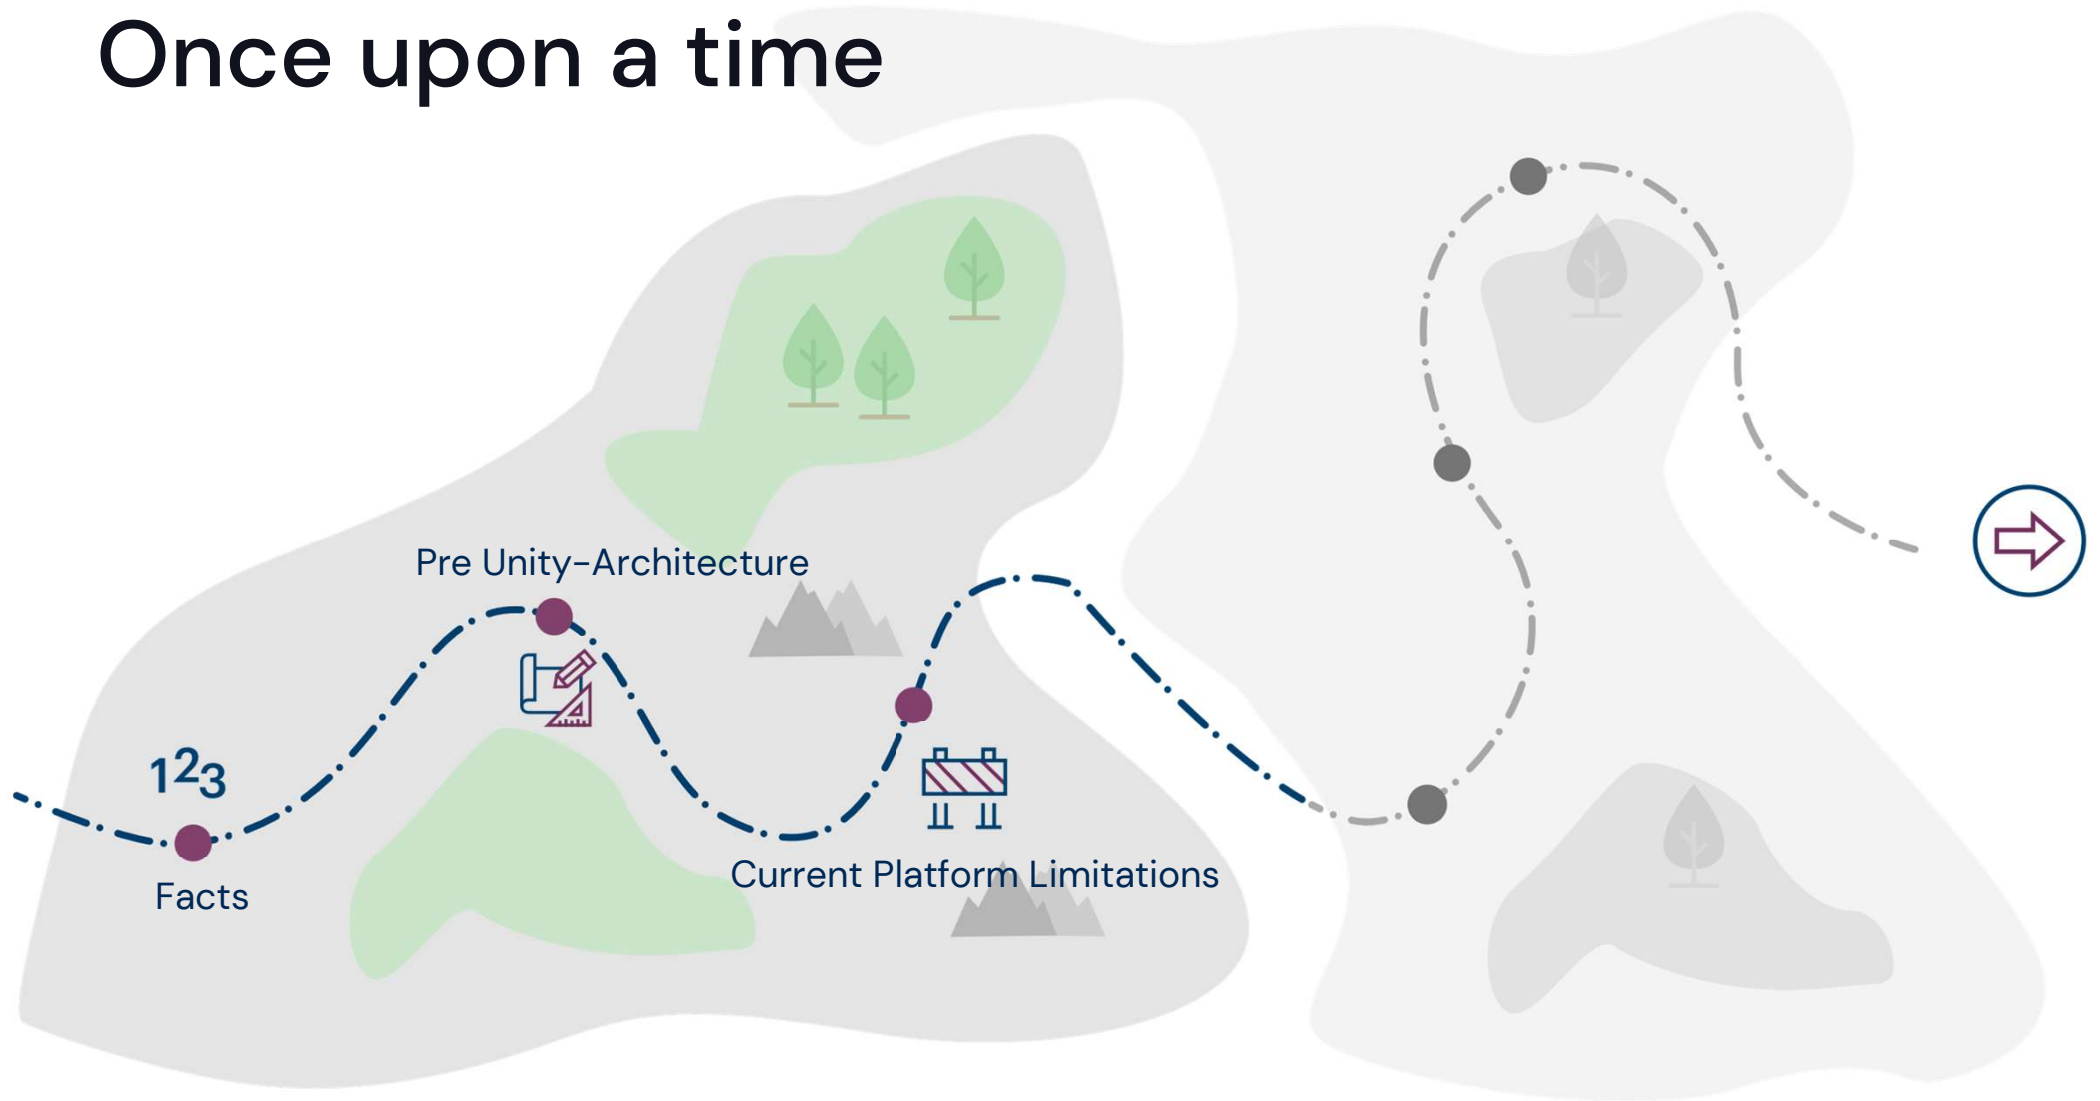 Once upon a time
Pre Unity-Architecture
123
Facts
Current Platform Limitations